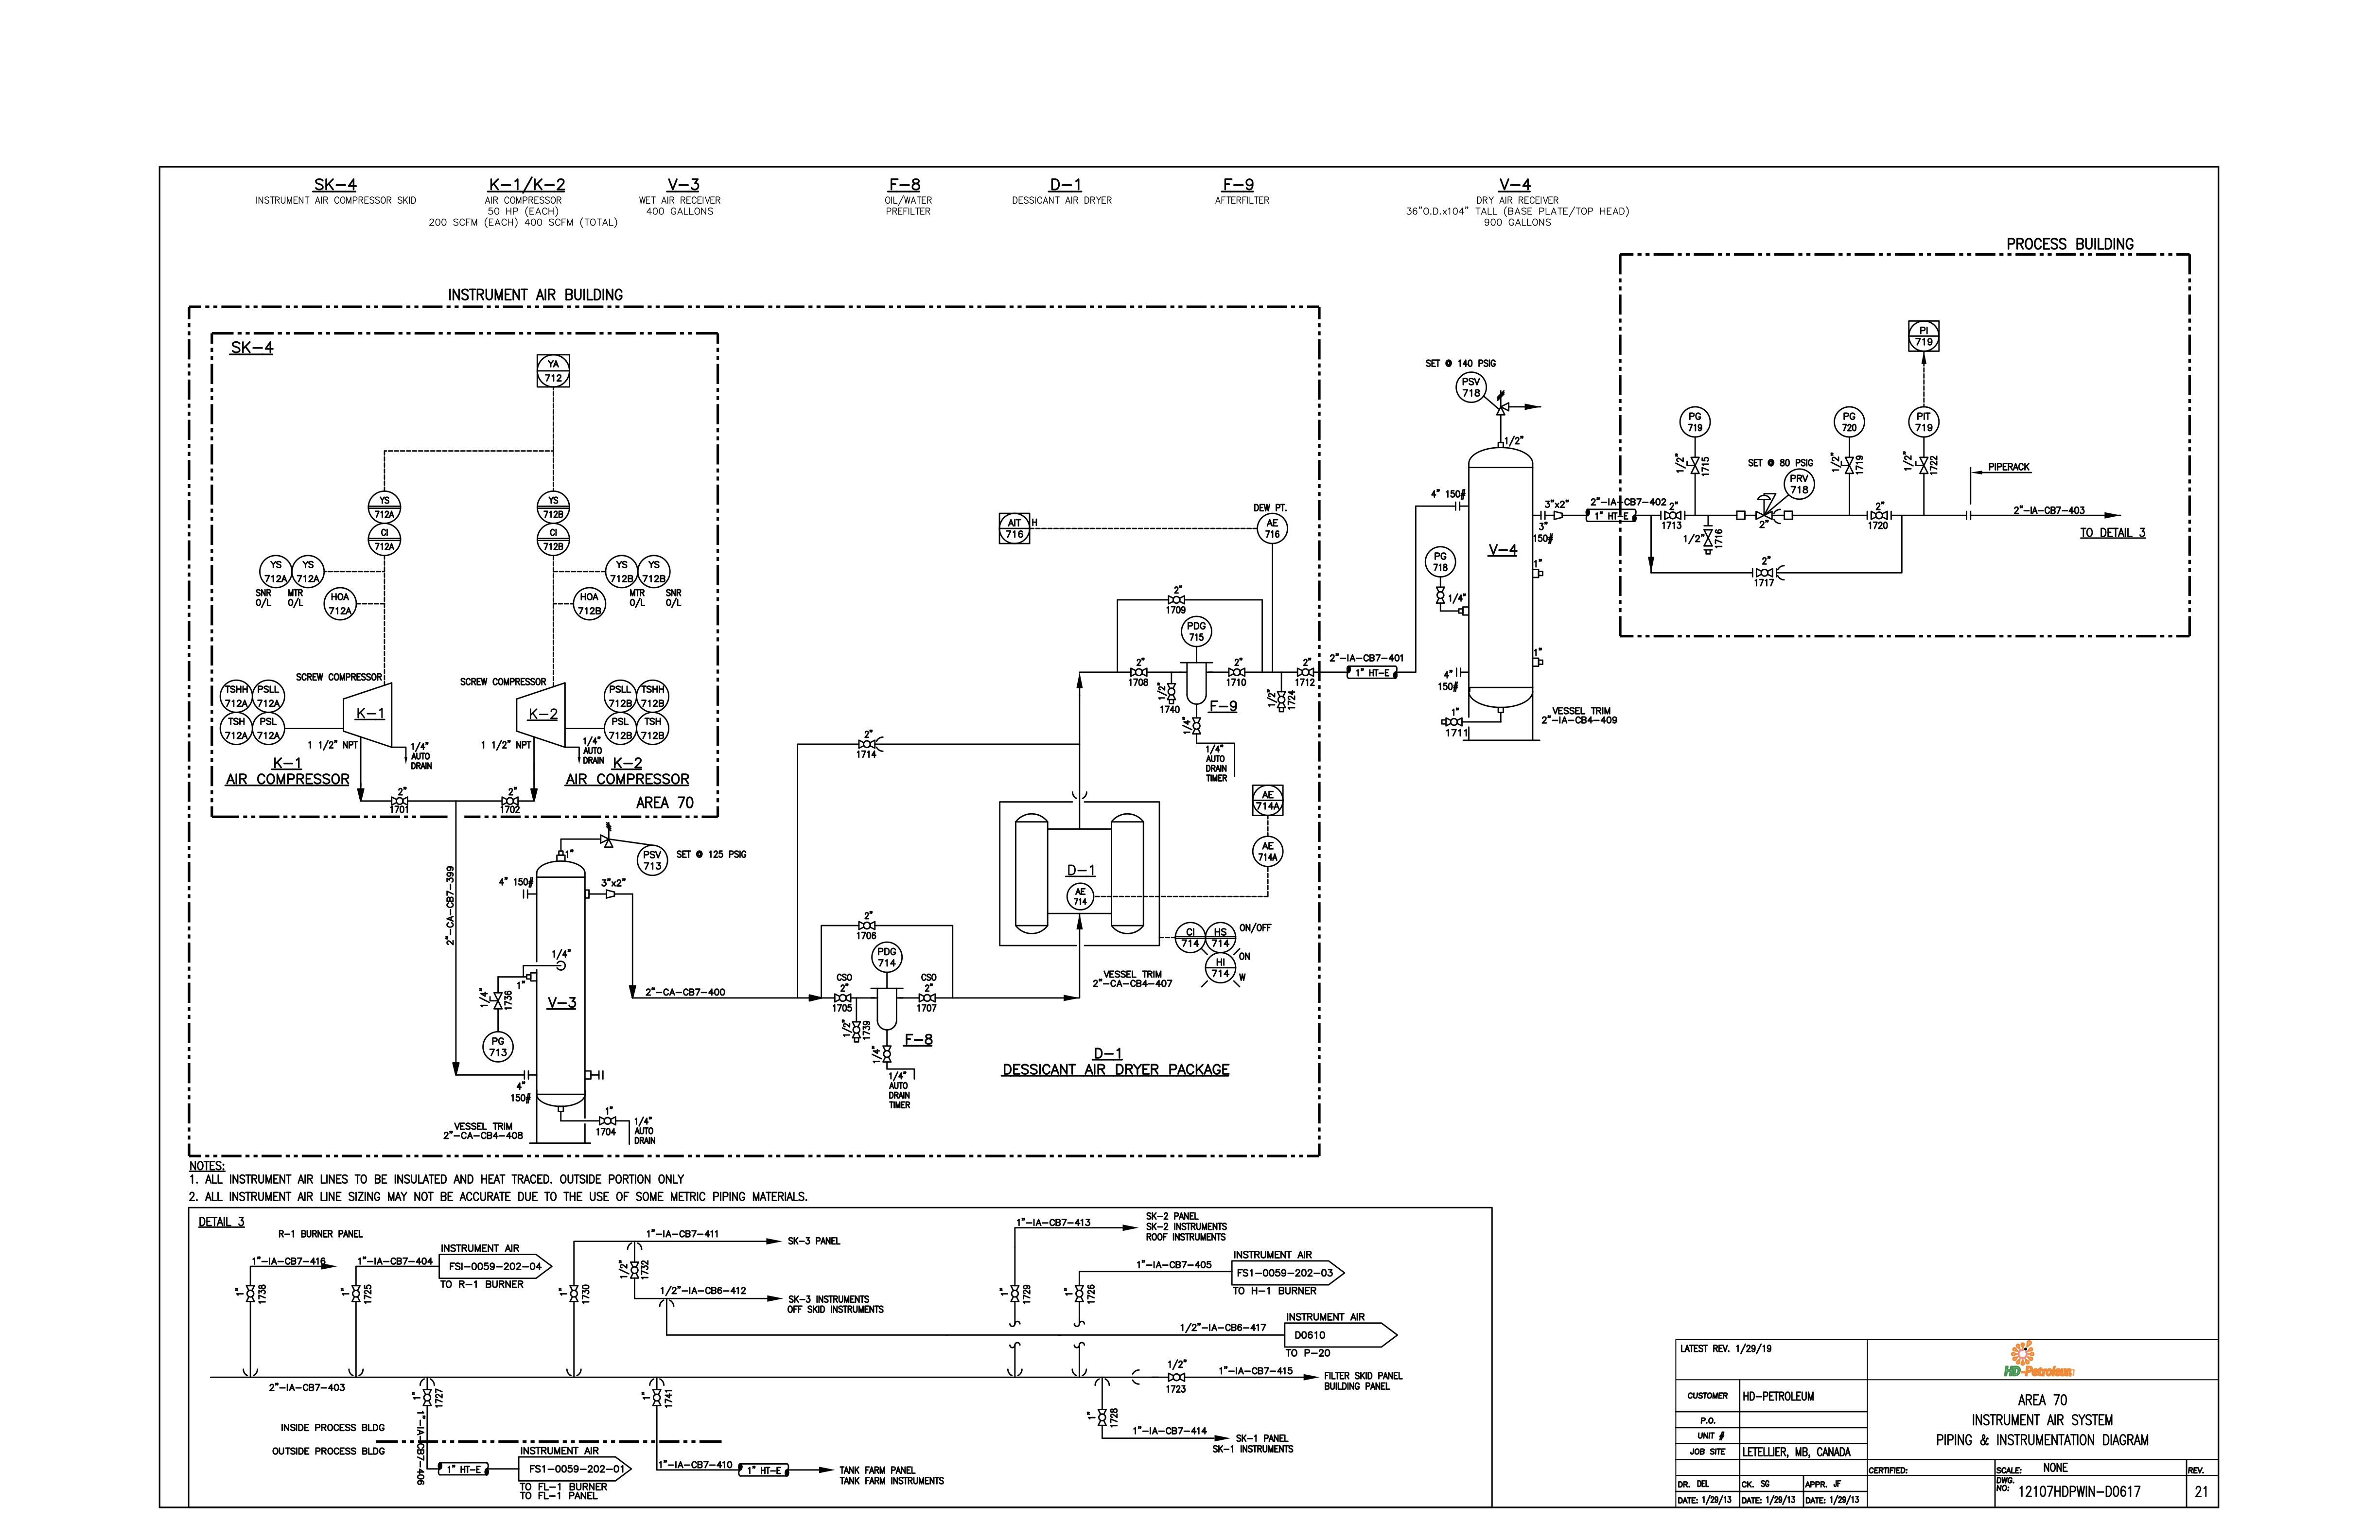 SK-4
INSTRUMENT AIR COMPRESSOR SKID
K-1/K-2
AIR COMPRESSOR
50 HP (EACH)
200 SCFM (EACH) 400 SCFM (TOTAL)
V-3
WET AIR RECEIVER
400 GALLONS
F-8
OIL/WATER
PREFILTER
D-1
DESSICANT AIR DRYER
F-9
AFTERFILTER
V-4
DRY AIR RECEIVER
36"O.D.x104" TALL (BASE PLATE/TOP HEAD)
900 GALLONS
PROCESS BUILDING
INSTRUMENT AIR BUILDING
SK-4
YA
712
YS
712A
CI
712A
YS
712B
CI
712B
YS
712A
YS
712A
SNR
O/L
MTR
O/L
HOA
712A
YS
712B
YS
712B
MTR
O/L
SNR
O/L
HOA
712B
SCREW COMPRESSOR
SCREW COMPRESSOR
TSHH
712A
PSLL
712A
TSH
712A
PSL
712A
K-1
K-2
PSLL
712B
TSHH
712B
PSL
712B
TSH
712B
1 1/2" NPT
1/4"
AUTO
DRAIN
1 1/2" NPT
1/4"
AUTO
DRAIN
K-1
AIR COMPRESSOR
K-2
AIR COMPRESSOR
2"
1701
2"
1702
AREA 70
2"-CA-CB7-399
1"
PSV
713
SET @ 125 PSIG
4" 150#
3"x2"
1/4"
1"
1/4"
1736
V-3
PG
713
4"
150#
1"
1704
1/4"
AUTO
DRAIN
VESSEL TRIM
2"-CA-CB4-408
2"-CA-CB7-400
2"
1714
2"
1706
PDG
714
CSO
2"
1705
CSO
2"
1707
1/2"
1739
F-8
1/4"
1/4"
AUTO
DRAIN
TIMER
D-1
AE
714
AE
714A
AE
714A
CI
714
HS
714
ON/OFF
HI
714
ON
W
VESSEL TRIM
2"-CA-CB4-407
D-1
DESSICANT AIR DRYER PACKAGE
AIT
716
H
DEW PT.
AE
716
2"
1709
PDG
715
2"
1708
2"
1710
2"
1712
1/2"
1740
1/2"
1724
F-9
1/4"
1/4"
AUTO
DRAIN
TIMER
2"-IA-CB7-401
1" HT-E
SET @ 140 PSIG
PSV
718
1/2"
4" 150#
3"x2"
3"
150#
PG
718
V-4
1/4"
1"
1"
4"
150#
1"
1711
VESSEL TRIM
2"-IA-CB4-409
2"-IA-CB7-402
1" HT-E
2"
1713
PG
719
1/2"
1715
1/2"
1716
SET @ 80 PSIG
PRV
718
2"
PG
720
1/2"
1719
2"
1720
2"
1717
PI
719
PIT
719
1/2"
1722
PIPERACK
2"-IA-CB7-403
TO DETAIL 3
NOTES:
1. ALL INSTRUMENT AIR LINES TO BE INSULATED AND HEAT TRACED. OUTSIDE PORTION ONLY
2. ALL INSTRUMENT AIR LINE SIZING MAY NOT BE ACCURATE DUE TO THE USE OF SOME METRIC PIPING MATERIALS.
DETAIL 3
R-1 BURNER PANEL
1"-IA-CB7-416
1"
1738
1"-IA-CB7-404
1"
1725
INSTRUMENT AIR
FSI-0059-202-04
TO R-1 BURNER
1"-IA-CB7-411
SK-3 PANEL
1"
1730
1/2"
1732
1/2"-IA-CB6-412
SK-3 INSTRUMENTS
OFF SKID INSTRUMENTS
1"-IA-CB7-413
SK-2 PANEL
SK-2 INSTRUMENTS
ROOF INSTRUMENTS
1"
1729
1"-IA-CB7-405
1"
1726
INSTRUMENT AIR
FS1-0059-202-03
TO H-1 BURNER
1/2"-IA-CB6-417
INSTRUMENT AIR
D0610
TO P-20
2"-IA-CB7-403
1/2"
1723
1"-IA-CB7-415
FILTER SKID PANEL
BUILDING PANEL
1"
1727
1"-IA-CB7-406
1"
1741
1"
1728
1"-IA-CB7-414
SK-1 PANEL
SK-1 INSTRUMENTS
INSIDE PROCESS BLDG
OUTSIDE PROCESS BLDG
1" HT-E
INSTRUMENT AIR
FS1-0059-202-01
TO FL-1 BURNER
TO FL-1 PANEL
1"-IA-CB7-410
1" HT-E
TANK FARM PANEL
TANK FARM INSTRUMENTS
LATEST REV. 1/29/19
HD-Petroleum
CUSTOMER HD-PETROLEUM
P.O.
UNIT #
JOB SITE LETELLIER, MB, CANADA
AREA 70
INSTRUMENT AIR SYSTEM
PIPING & INSTRUMENTATION DIAGRAM
DR. DEL CK. SG APPR. JF
DATE: 1/29/13 DATE: 1/29/13 DATE: 1/29/13
CERTIFIED:
SCALE: NONE
DWG. NO: 12107HDPWIN-D0617
REV.
21